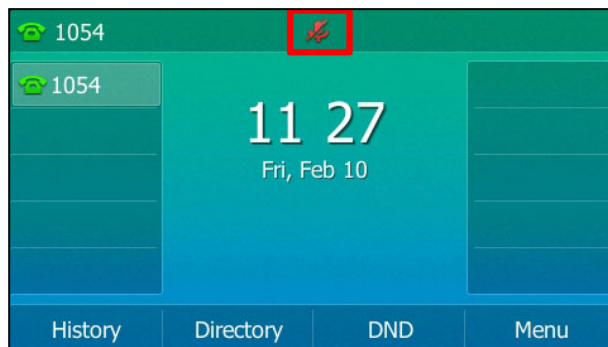 1054
1054
11 27
Fri, Feb 10
History
Directory
DND
Menu